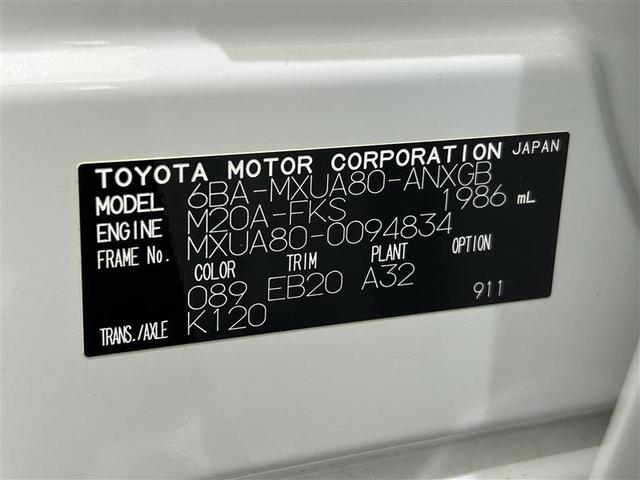 TOYOTA MOTOR CORPORATION JAPAN
MODEL 6BA-MXUA80-ANXGB
ENGINE M20A-FKS 1986 mL
FRAME No. MXUA80-0094834
COLOR TRIM PLANT OPTION
089 EB20 A32 911
TRANS./AXLE K120